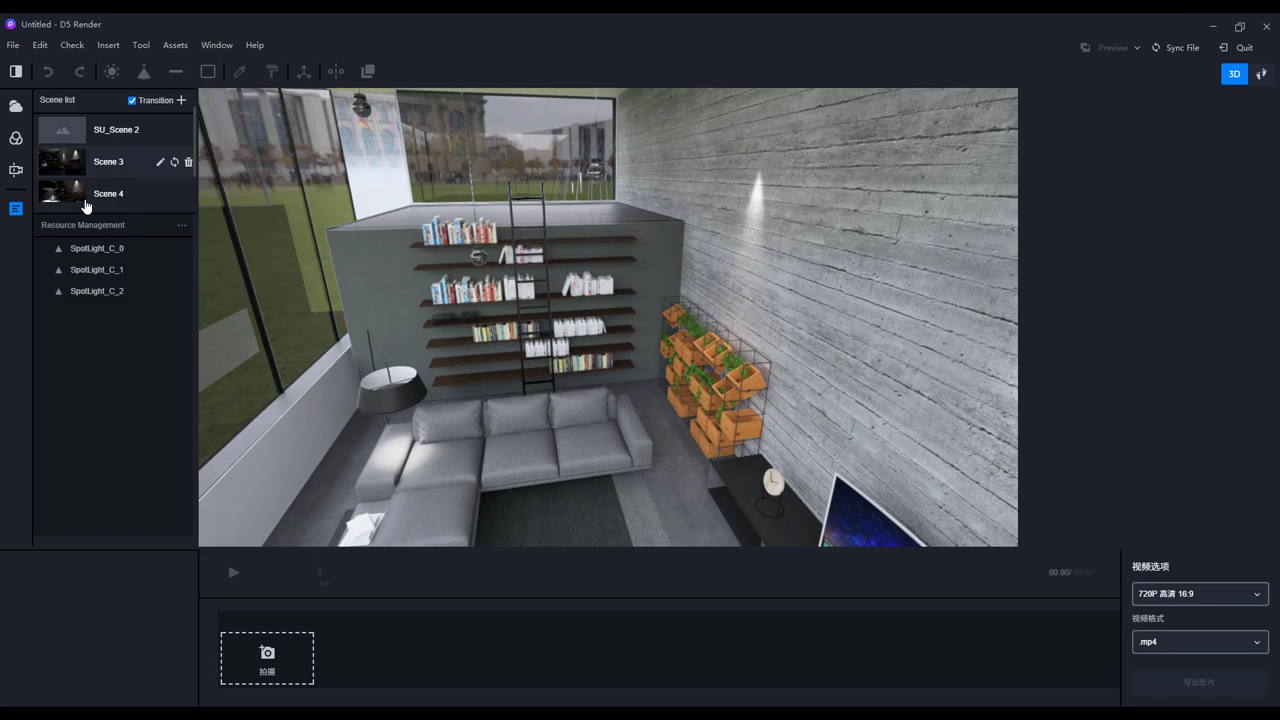 Untitled - D5 Render
File Edit Check Insert Tool Assets Window Help
Preview Sync File Quit
3D
Scene list Transition
SU_Scene 2
Scene 3
Scene 4
Resource Management
SpotLight_C_0
SpotLight_C_1
SpotLight_C_2
00:00/
视频选项
720P 高清 16:9
视频格式
.mp4
拍摄
导出影片